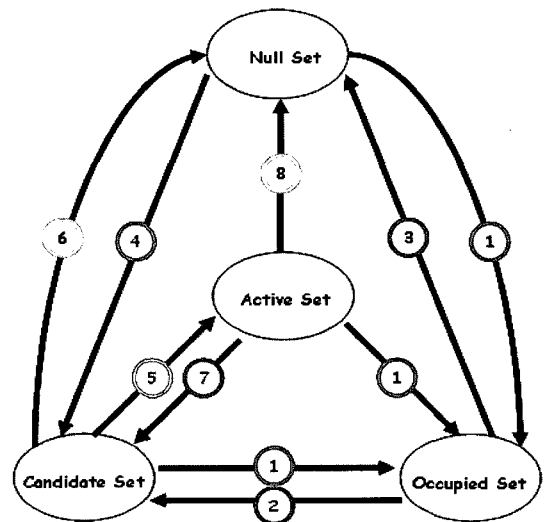 Null Set
8
6
4
3
1
Active Set
5
7
1
Candidate Set
1
Occupied Set
2